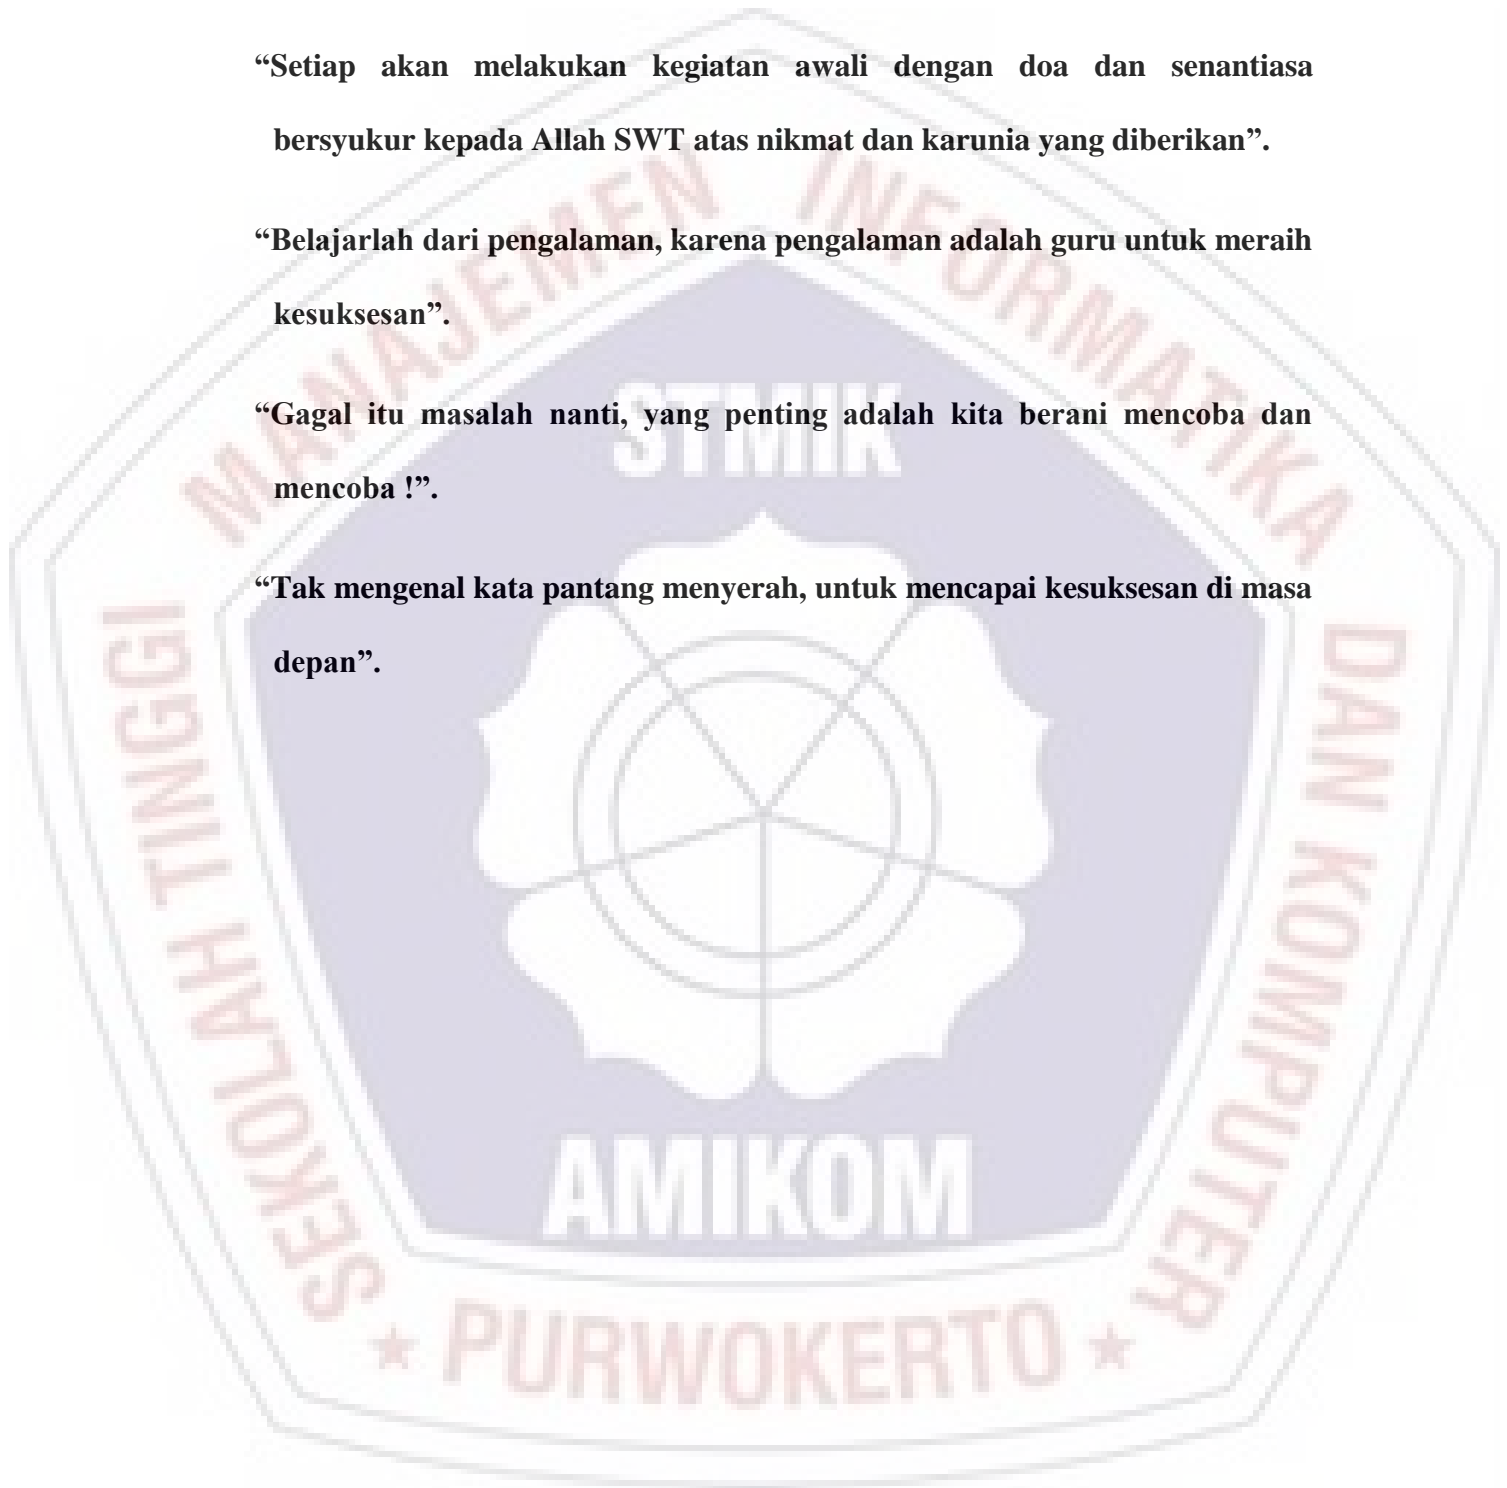 “Setiap akan melakukan kegiatan awali dengan doa dan senantiasa
bersyukur kepada Allah SWT atas nikmat dan karunia yang diberikan”.
“Belajarlah dari pengalaman, karena pengalaman adalah guru untuk meraih
kesuksesan”.
“Gagal itu masalah nanti, yang penting adalah kita berani mencoba dan
mencoba !”.
“Tak mengenal kata pantang menyerah, untuk mencapai kesuksesan di masa
depan”.
SEKOLAH TINGGI MANAJEMEN INFORMATIKA DAN KOMPUTER
STMIK
AMIKOM
★ PURWOKERTO ★